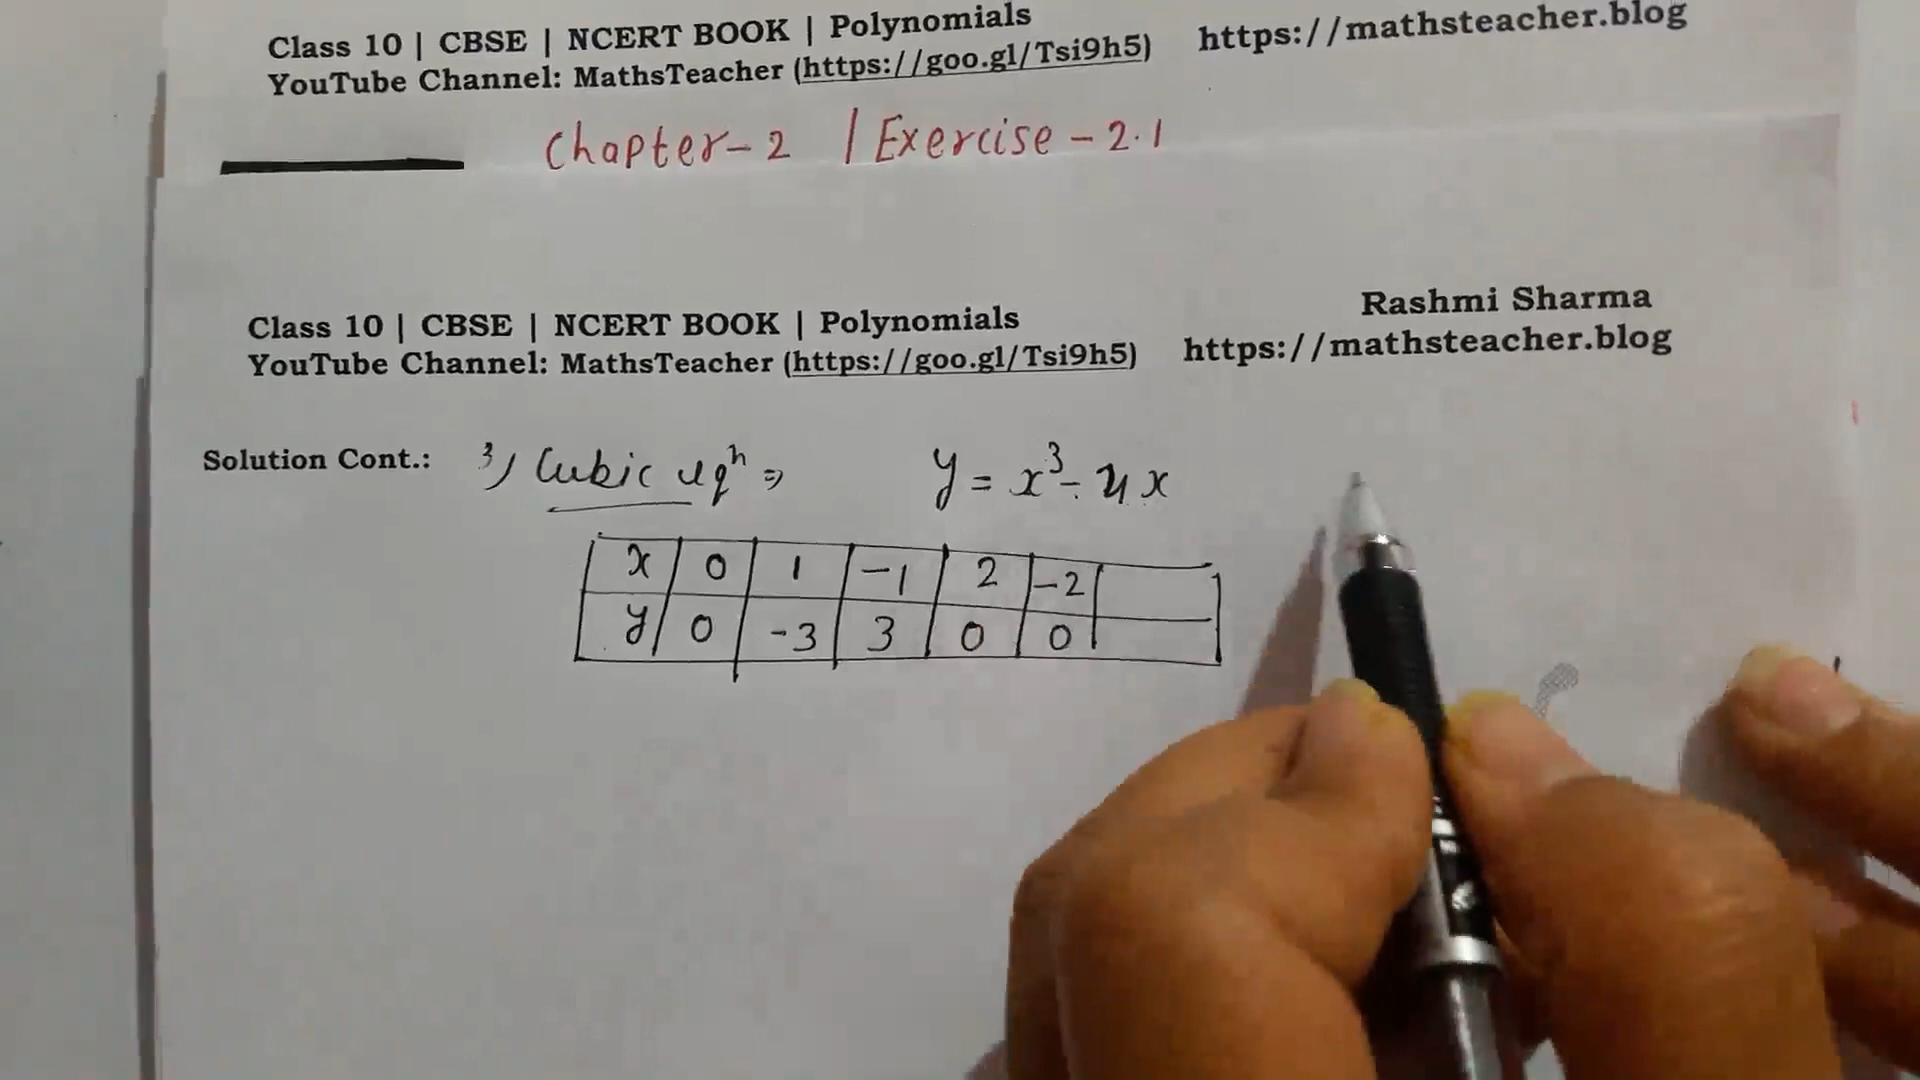 Class 10 | CBSE | NCERT BOOK | Polynomials
YouTube Channel: MathsTeacher (https://goo.gl/Tsi9h5) https://mathsteacher.blog
Chapter-2 | Exercise-2.1
Class 10 | CBSE | NCERT BOOK | Polynomials Rashmi Sharma
YouTube Channel: MathsTeacher (https://goo.gl/Tsi9h5) https://mathsteacher.blog
Solution Cont.: 3) Cubic eqⁿ ⇒ y = x³ - 4x
x 0 1 -1 2 -2
y 0 -3 3 0 0